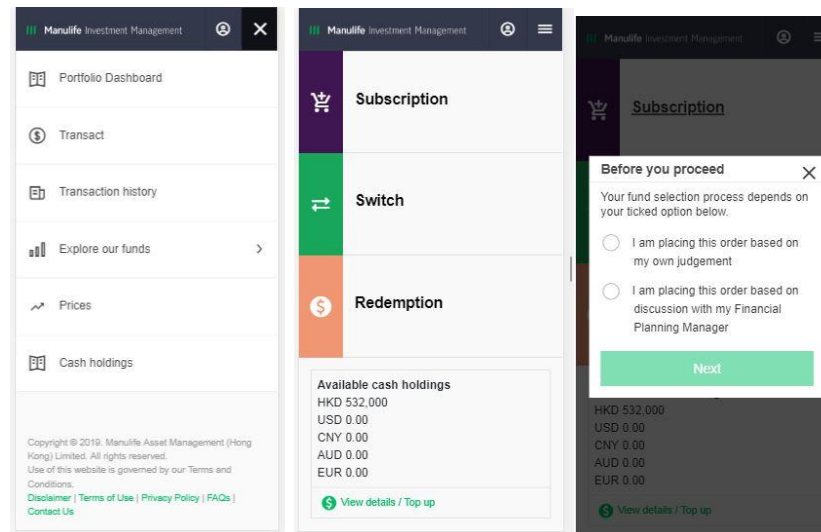 Manulife Investment Management
Portfolio Dashboard
Transact
Transaction history
Explore our funds
Prices
Cash holdings
Copyright © 2019. Manulife Asset Management (Hong
Kong) Limited. All rights reserved.
Use of this website is governed by our Terms and
Conditions.
Disclaimer | Terms of Use | Privacy Policy | FAQs |
Contact Us
Manulife Investment Management
Subscription
Switch
Redemption
Available cash holdings
HKD 532,000
USD 0.00
CNY 0.00
AUD 0.00
EUR 0.00
View details / Top up
Manulife Investment Management
Subscription
Before you proceed
Your fund selection process depends on
your ticked option below.
I am placing this order based on
my own judgement
I am placing this order based on
discussion with my Financial
Planning Manager
Next
HKD 532,000
USD 0.00
CNY 0.00
AUD 0.00
EUR 0.00
View details / Top up